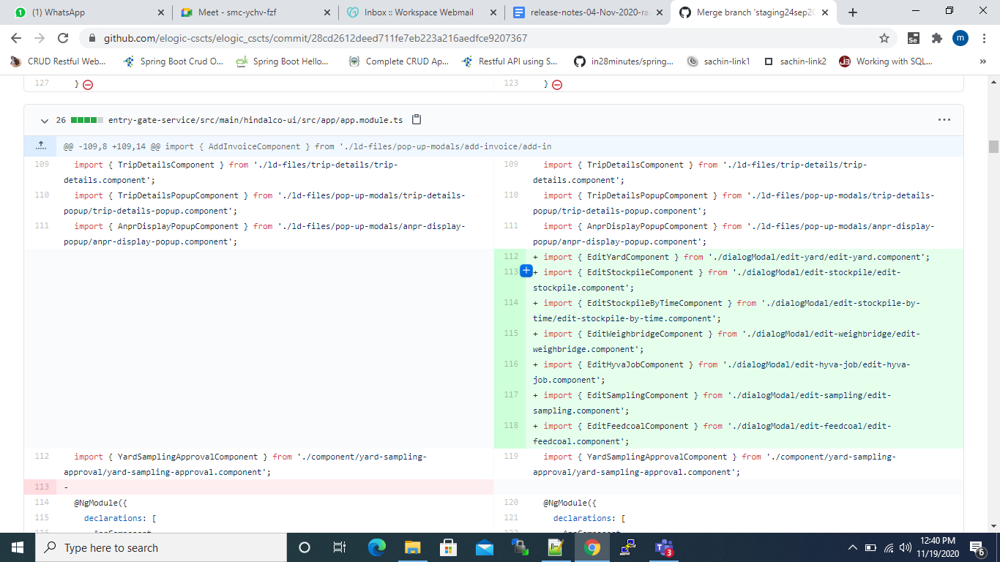 (1) WhatsApp
Meet - smc-ychv-fzf
Inbox :: Workspace Webmail
release-notes-04-Nov-2020-ra
Merge branch 'staging24sep20
github.com/elogic-cscts/elogic_cscts/commit/28cd2612deed711fe7eb223a216aedfce9207367
Se
m
CRUD Restful Web...
Spring Boot Crud O...
Spring Boot Hello...
Complete CRUD Ap...
Restful API using S...
in28minutes/spring...
sachin-link1
sachin-link2
Working with SQL...
»
127 }
123 }
26 entry-gate-service/src/main/hindalco-ui/src/app/app.module.ts
@@ -109,8 +109,14 @@ import { AddInvoiceComponent } from './ld-files/pop-up-modals/add-invoice/add-in
109 import { TripDetailsComponent } from './ld-files/trip-details/trip-
details.component';
110 import { TripDetailsPopupComponent } from './ld-files/pop-up-modals/trip-details-
popup/trip-details-popup.component';
111 import { AnprDisplayPopupComponent } from './ld-files/pop-up-modals/anpr-display-
popup/anpr-display-popup.component';
112 import { YardSamplingApprovalComponent } from './component/yard-sampling-
approval/yard-sampling-approval.component';
113 -
114 @NgModule({
115 declarations: [
116 AppComponent
109 import { TripDetailsComponent } from './ld-files/trip-details/trip-
details.component';
110 import { TripDetailsPopupComponent } from './ld-files/pop-up-modals/trip-details-
popup/trip-details-popup.component';
111 import { AnprDisplayPopupComponent } from './ld-files/pop-up-modals/anpr-display-
popup/anpr-display-popup.component';
112 + import { EditYardComponent } from './dialogModal/edit-yard/edit-yard.component';
113 + import { EditStockpileComponent } from './dialogModal/edit-stockpile/edit-
stockpile.component';
114 + import { EditStockpileByTimeComponent } from './dialogModal/edit-stockpile-by-
time/edit-stockpile-by-time.component';
115 + import { EditWeighbridgeComponent } from './dialogModal/edit-weighbridge/edit-
weighbridge.component';
116 + import { EditHyvaJobComponent } from './dialogModal/edit-hyva-job/edit-hyva-
job.component';
117 + import { EditSamplingComponent } from './dialogModal/edit-sampling/edit-
sampling.component';
118 + import { EditFeedcoalComponent } from './dialogModal/edit-feedcoal/edit-
feedcoal.component';
119 import { YardSamplingApprovalComponent } from './component/yard-sampling-
approval/yard-sampling-approval.component';
120 @NgModule({
121 declarations: [
122 AppComponent
Type here to search
3
12:40 PM
11/19/2020
6